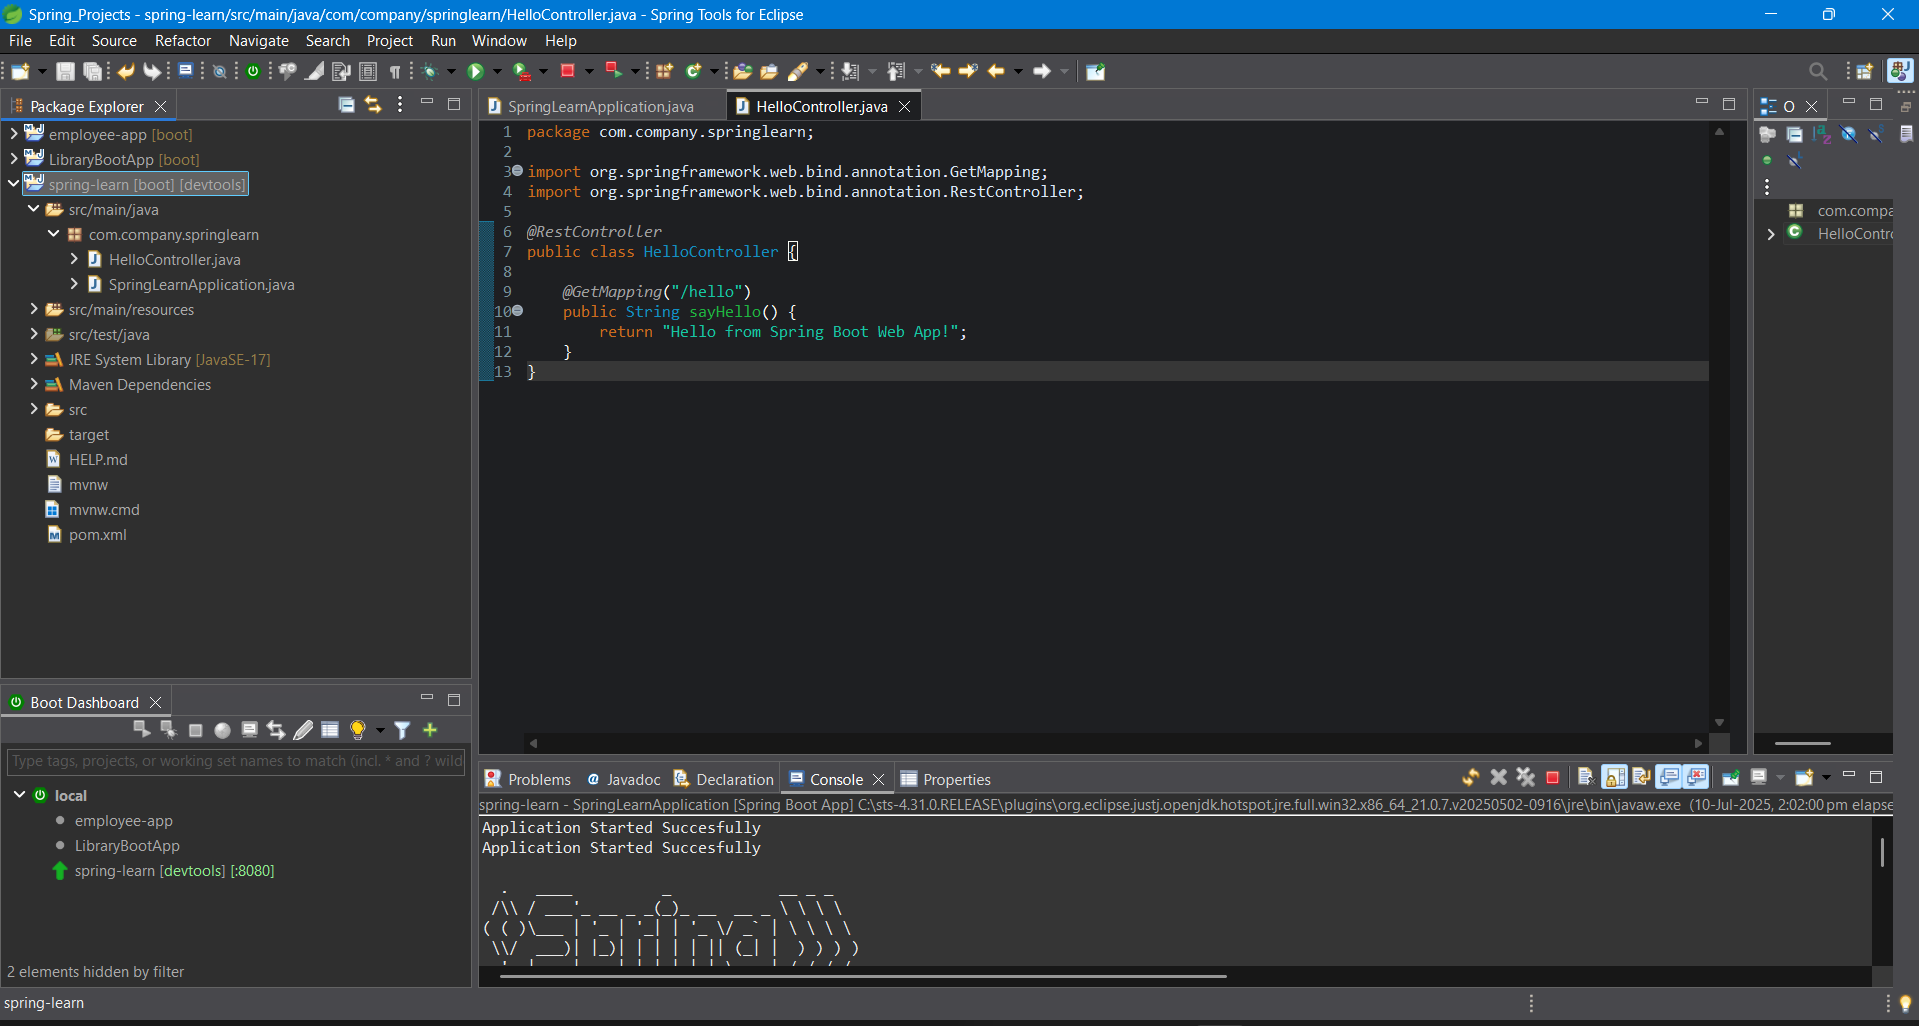 Spring_Projects - spring-learn/src/main/java/com/company/springlearn/HelloController.java - Spring Tools for Eclipse
File Edit Source Refactor Navigate Search Project Run Window Help
Package Explorer
employee-app [boot]
LibraryBootApp [boot]
spring-learn [boot] [devtools]
src/main/java
com.company.springlearn
HelloController.java
SpringLearnApplication.java
src/main/resources
src/test/java
JRE System Library [JavaSE-17]
Maven Dependencies
src
target
HELP.md
mvnw
mvnw.cmd
pom.xml
SpringLearnApplication.java HelloController.java
1 package com.company.springlearn;
2
3 import org.springframework.web.bind.annotation.GetMapping;
4 import org.springframework.web.bind.annotation.RestController;
5
6 @RestController
7 public class HelloController {
8
9 @GetMapping("/hello")
10 public String sayHello() {
11 return "Hello from Spring Boot Web App!";
12 }
13 }
O
com.compa
HelloContro
Boot Dashboard
Type tags, projects, or working set names to match (incl. * and ? wild
local
employee-app
LibraryBootApp
spring-learn [devtools] [:8080]
2 elements hidden by filter
Problems Javadoc Declaration Console Properties
spring-learn - SpringLearnApplication [Spring Boot App] C:\sts-4.31.0.RELEASE\plugins\org.eclipse.justj.openjdk.hotspot.jre.full.win32.x86_64_21.0.7.v20250502-0916\jre\bin\javaw.exe (10-Jul-2025, 2:02:00 pm elapse
Application Started Succesfully
Application Started Succesfully
Spring
spring-learn